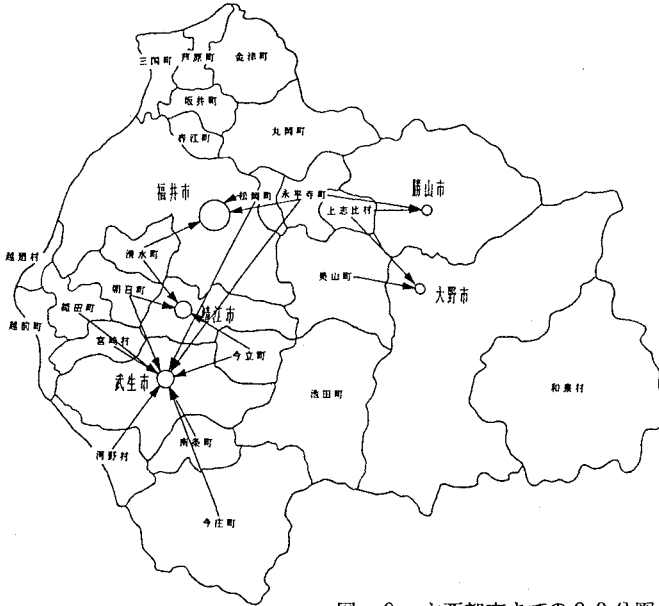 三国町
芦原町
金津町
坂井町
春江町
丸岡町
福井市
松岡町
永平寺町
勝山市
上志比村
越廼村
清水町
美山町
大野市
朝日町
織田町
越前町
鯖江市
宮崎村
今立町
武生市
池田町
和泉村
南条町
河野村
今庄町